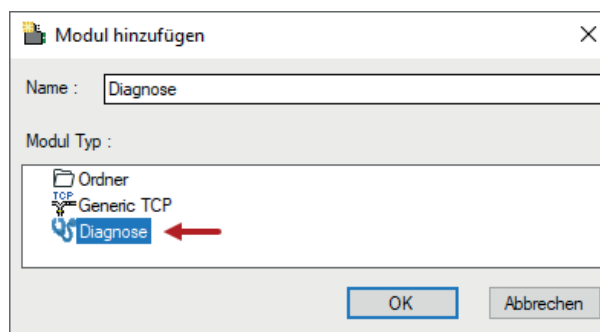 Modul hinzufügen
Name : Diagnose
Modul Typ :
Ordner
TCP
Generic TCP
Diagnose
OK Abbrechen